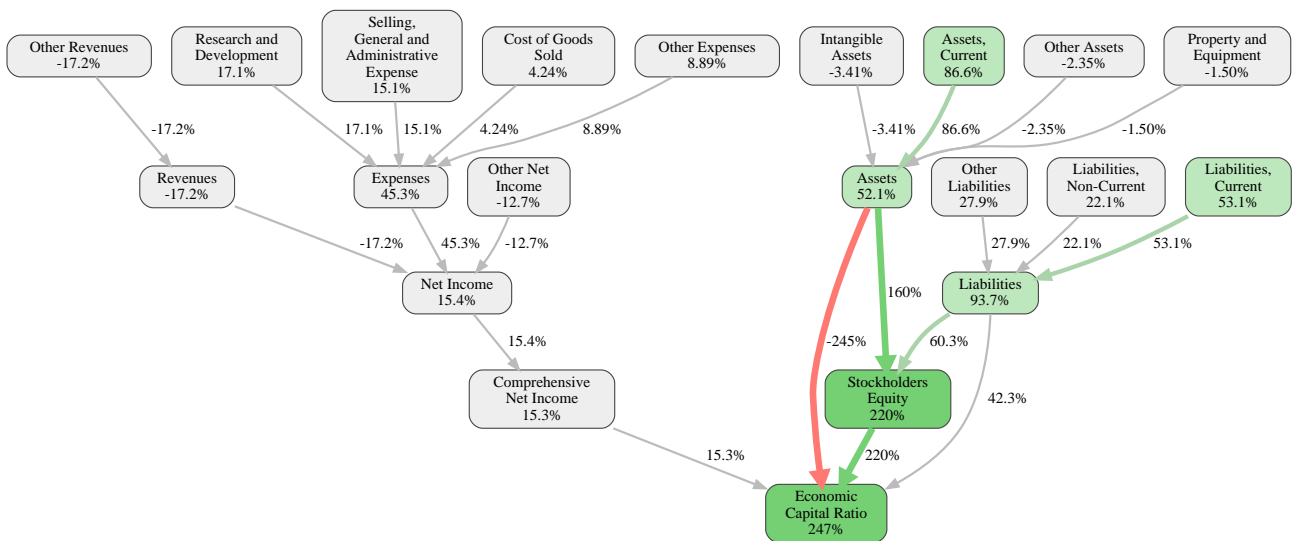 Other Revenues
-17.2%
Research and
Development
17.1%
Selling,
General and
Administrative
Expense
15.1%
Cost of Goods
Sold
4.24%
Other Expenses
8.89%
Intangible
Assets
-3.41%
Assets,
Current
86.6%
Other Assets
-2.35%
Property and
Equipment
-1.50%
-17.2%
17.1%
15.1%
4.24%
8.89%
-3.41%
86.6%
-2.35%
-1.50%
Revenues
-17.2%
Expenses
45.3%
Other Net
Income
-12.7%
Assets
52.1%
Other
Liabilities
27.9%
Liabilities,
Non-Current
22.1%
Liabilities,
Current
53.1%
-17.2%
45.3%
-12.7%
27.9%
22.1%
53.1%
Net Income
15.4%
Liabilities
93.7%
160%
15.4%
-245%
60.3%
Comprehensive
Net Income
15.3%
Stockholders
Equity
220%
42.3%
15.3%
220%
Economic
Capital Ratio
247%